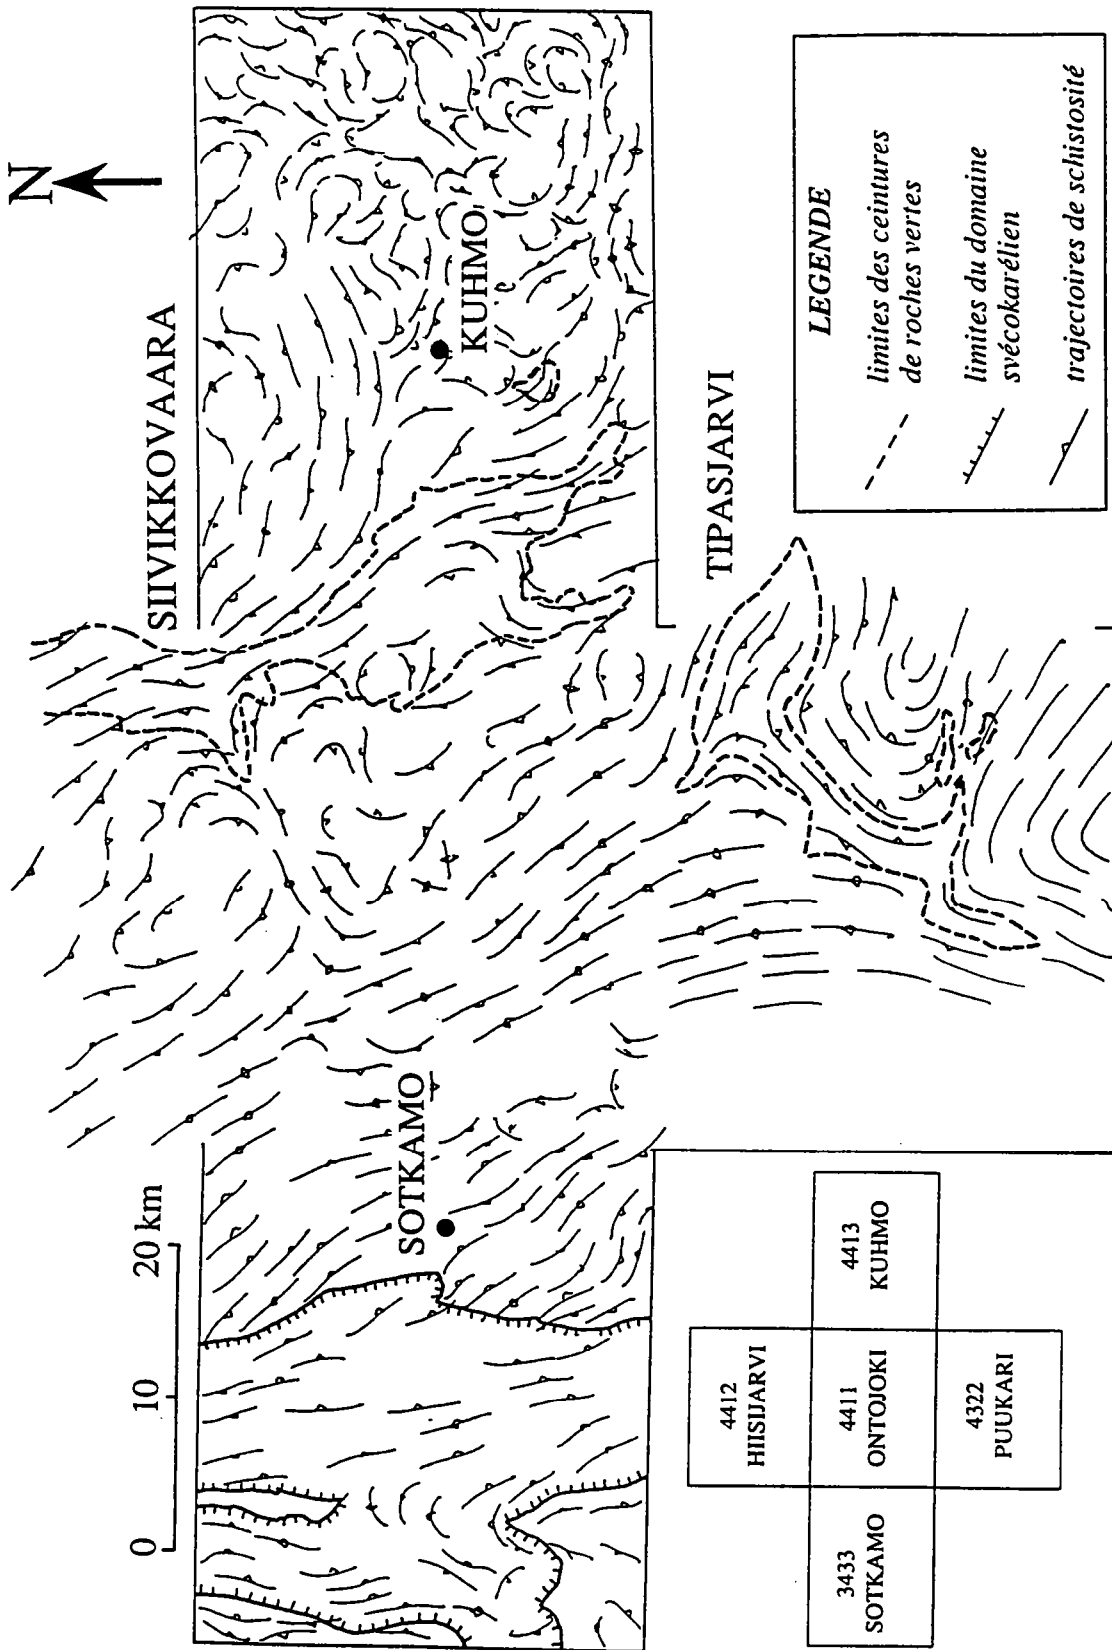 N
SIIVIKKOVAARA
KUHMO
SOTKAMO
TIPASJARVI
0 10 20 km
LEGENDE
limites des ceintures
de roches vertes
limites du domaine
svécokarélien
trajectoires de schistosité
4412
HIISIJARVI
3433
SOTKAMO
4411
ONTOJOKI
4413
KUHMO
4322
PUUKARI